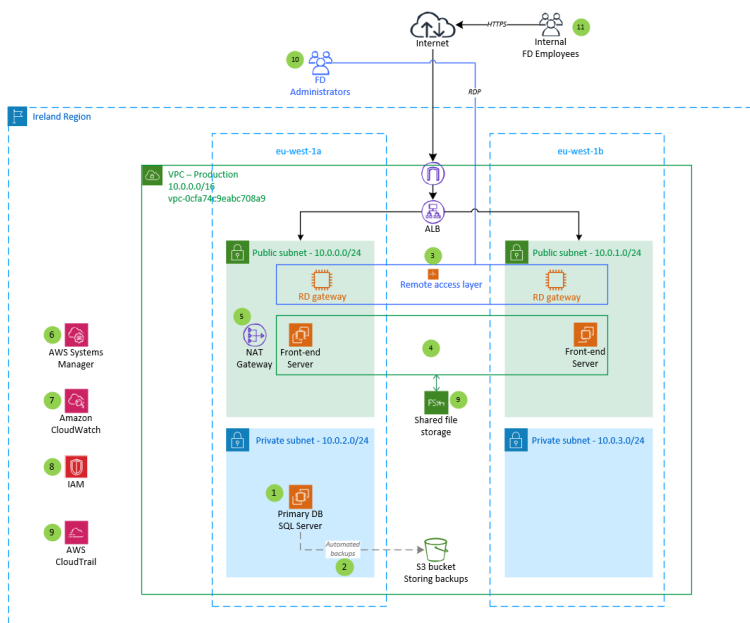 HTTPS
11
Internet
Internal
FD Employees
10
FD
Administrators
RDP
Ireland Region
eu-west-1a
eu-west-1b
VPC – Production
10.0.0.0/16
vpc-0cfa74c9eabc708a9
ALB
Public subnet - 10.0.0.0/24
Public subnet - 10.0.1.0/24
3
Remote access layer
RD gateway
RD gateway
5
NAT
Gateway
Front-end
Server
4
Front-end
Server
6
AWS Systems
Manager
7
Amazon
CloudWatch
8
IAM
9
AWS
CloudTrail
FSx
9
Shared file
storage
Private subnet - 10.0.2.0/24
Private subnet - 10.0.3.0/24
1
Primary DB
SQL Server
Automated
backups
2
S3 bucket
Storing backups